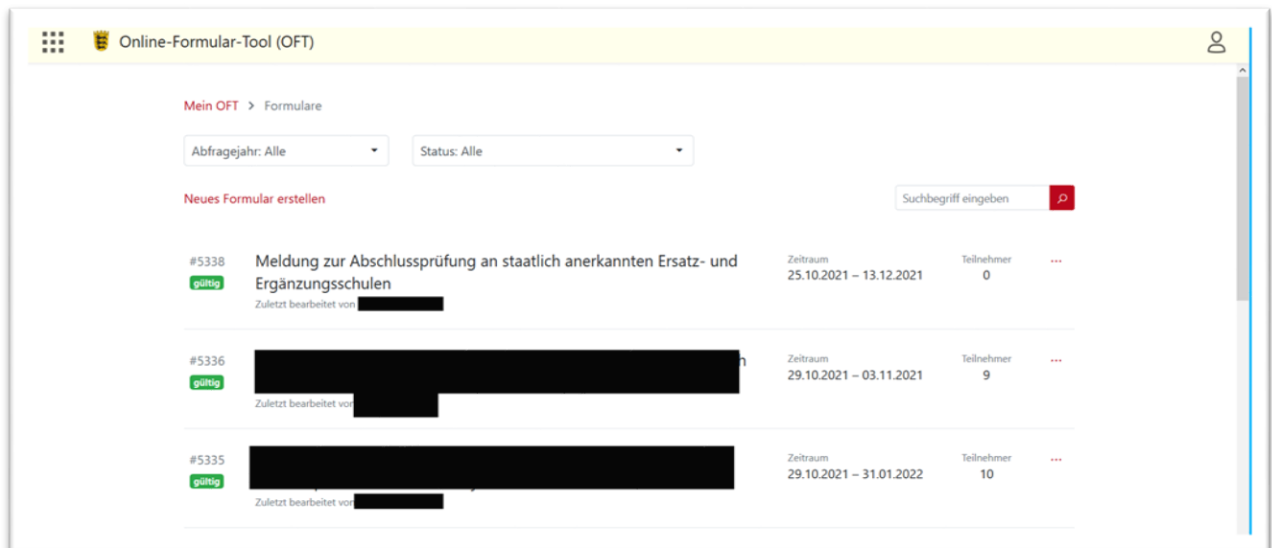 Online-Formular-Tool (OFT)
Mein OFT > Formulare
Abfragejahr: Alle
Status: Alle
Neues Formular erstellen
Suchbegriff eingeben
#5338
gültig
Meldung zur Abschlussprüfung an staatlich anerkannten Ersatz- und
Ergänzungsschulen
Zuletzt bearbeitet von
Zeitraum
25.10.2021 – 13.12.2021
Teilnehmer
0
...
#5336
gültig
h
Zuletzt bearbeitet von
Zeitraum
29.10.2021 – 03.11.2021
Teilnehmer
9
...
#5335
gültig
Zuletzt bearbeitet von
Zeitraum
29.10.2021 – 31.01.2022
Teilnehmer
10
...